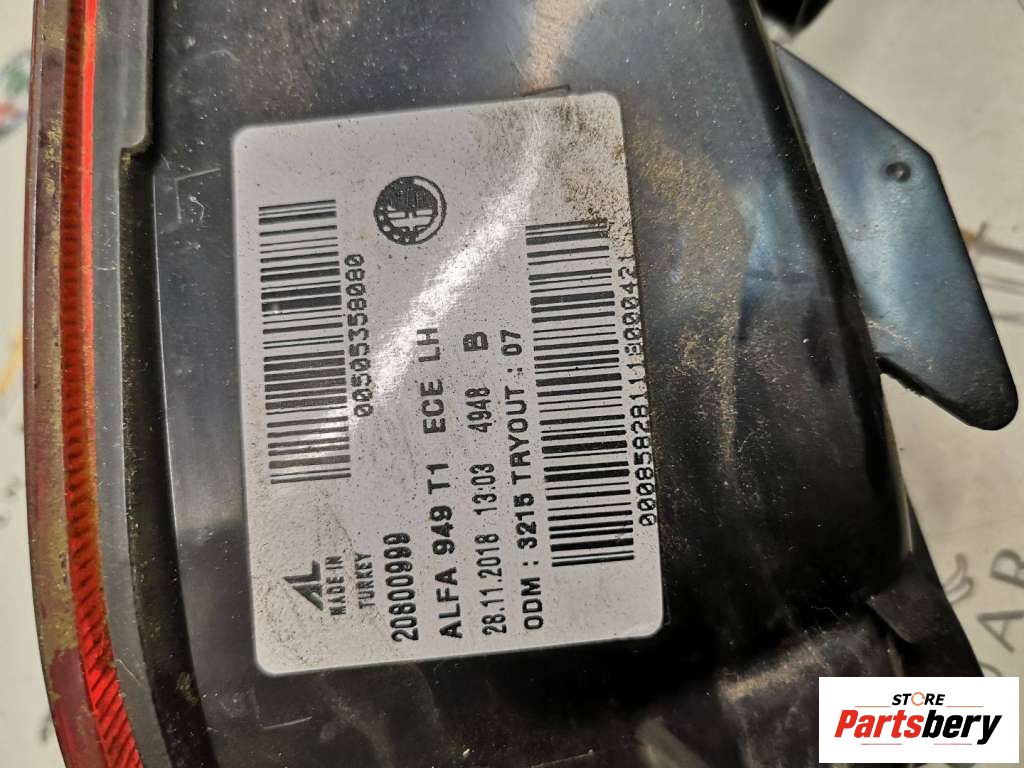 AL
MADE IN
TURKEY
00505358080
20800999
ALFA 949 T1 ECE LH
28.11.2018 13:03 4948 B
ODM : 3215 TRYOUT : 07
STORE
Partsbery